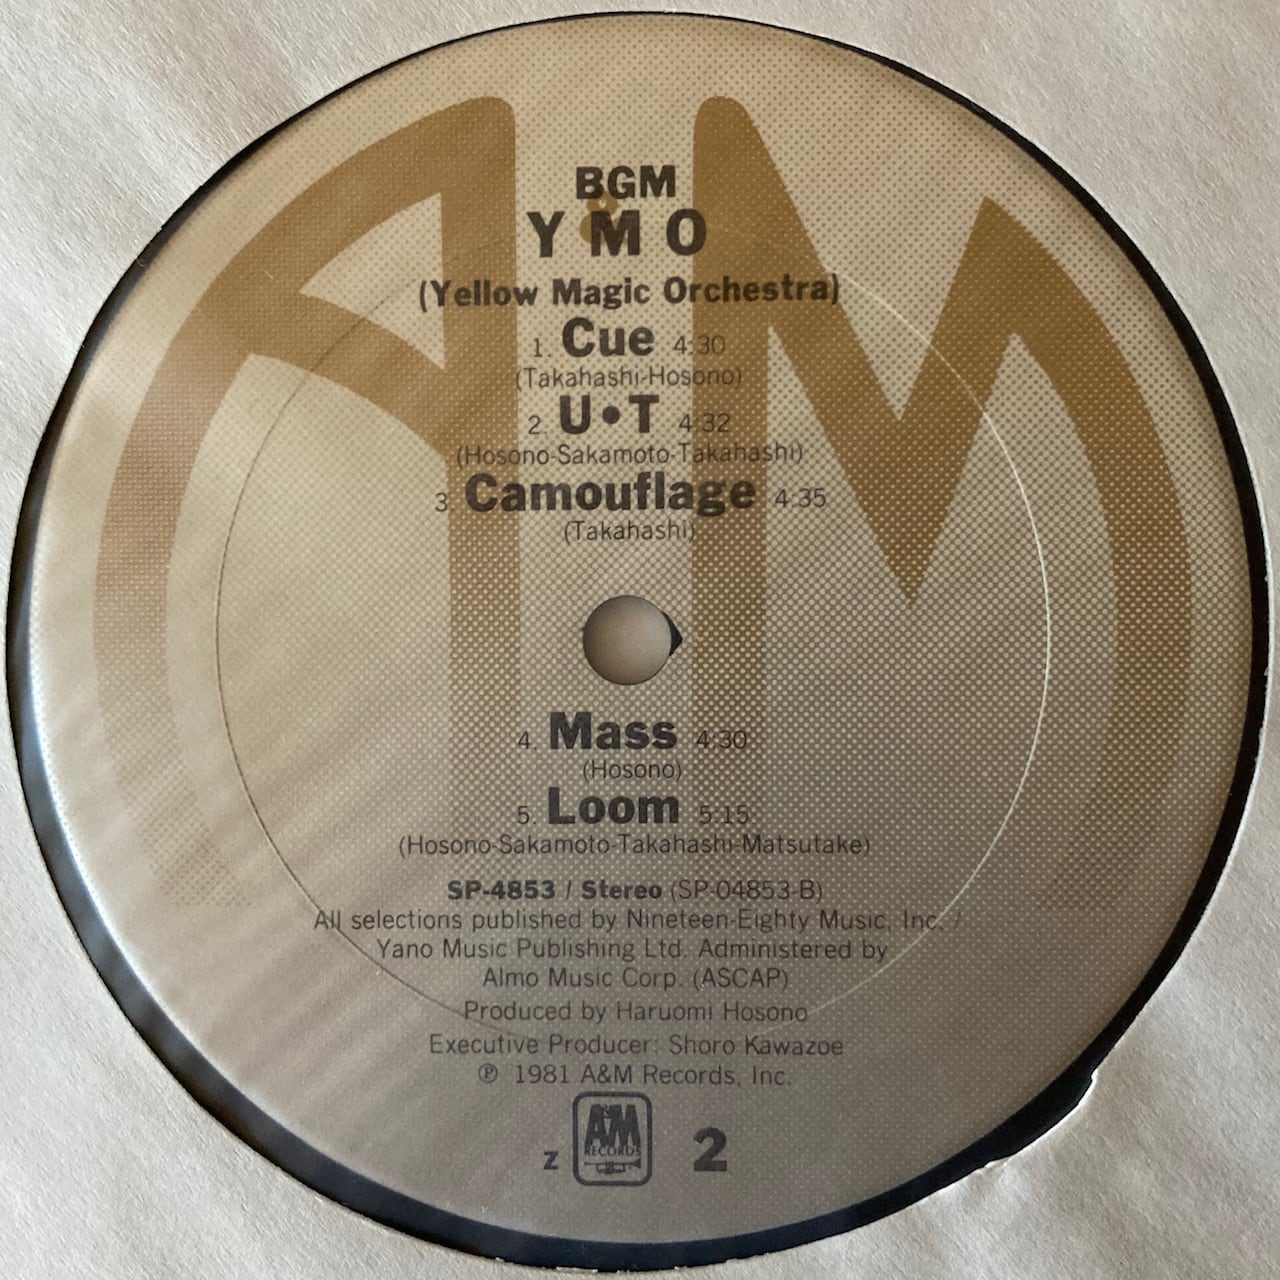 BGM
YMO
(Yellow Magic Orchestra)
1. Cue 4:30
(Takahashi-Hosono)
2. U•T 4:32
(Hosono-Sakamoto-Takahashi)
3 Camouflage 4:35
(Takahashi)
4. Mass 4:30
(Hosono)
5. Loom 5:15
(Hosono-Sakamoto-Takahashi-Matsutake)
SP-4853 / Stereo (SP-04853-B)
All selections published by Nineteen-Eighty Music, Inc. /
Yano Music Publishing Ltd. Administered by
Almo Music Corp. (ASCAP)
Produced by Haruomi Hosono
Executive Producer: Shoro Kawazoe
℗ 1981 A&M Records, Inc.
z A&M RECORDS 2